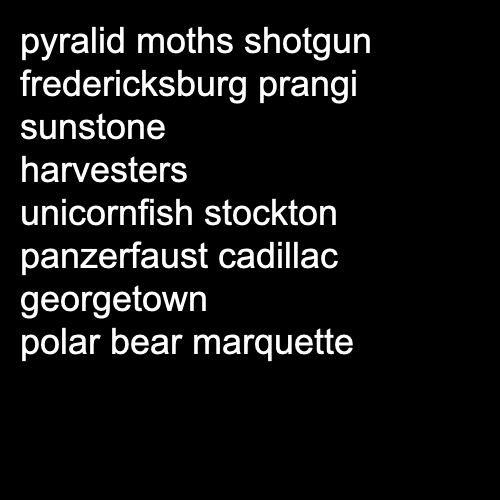 pyralid moths shotgun
fredericksburg prangi
sunstone
harvesters
unicornfish stockton
panzerfaust cadillac
georgetown
polar bear marquette